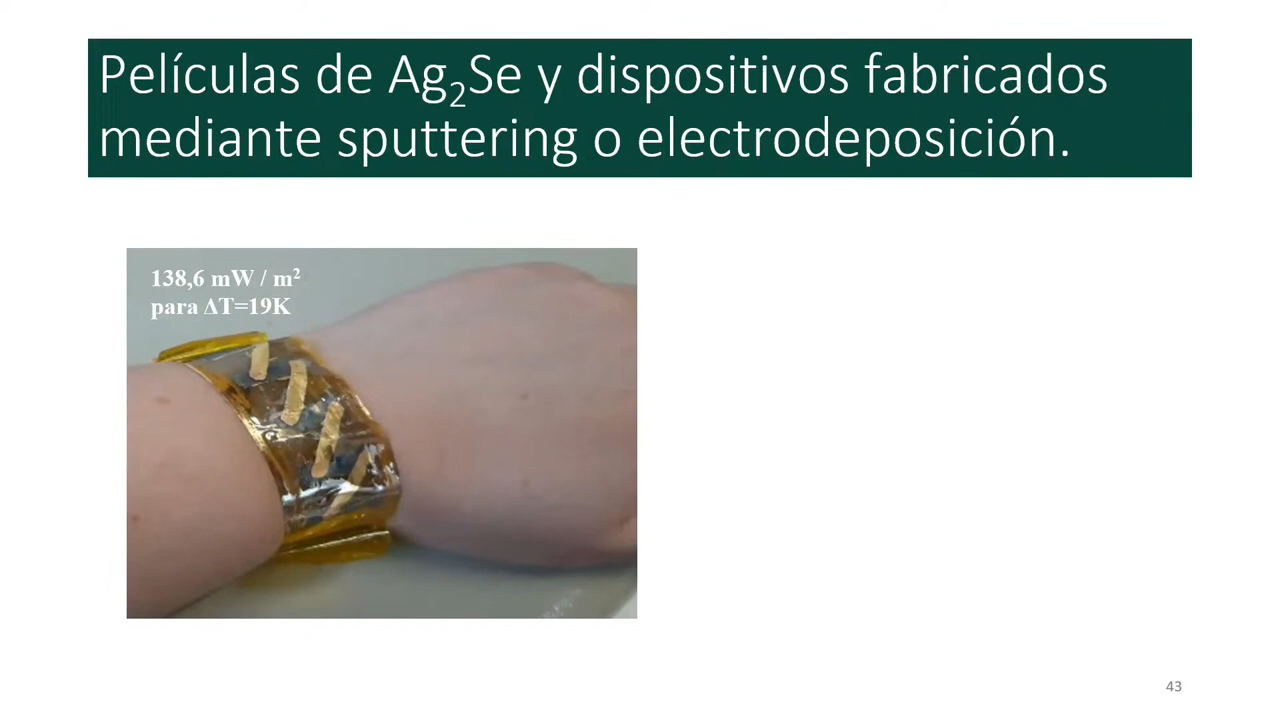 Películas de Ag₂Se y dispositivos fabricados
mediante sputtering o electrodeposición.
138,6 mW / m²
para ΔT=19K
43